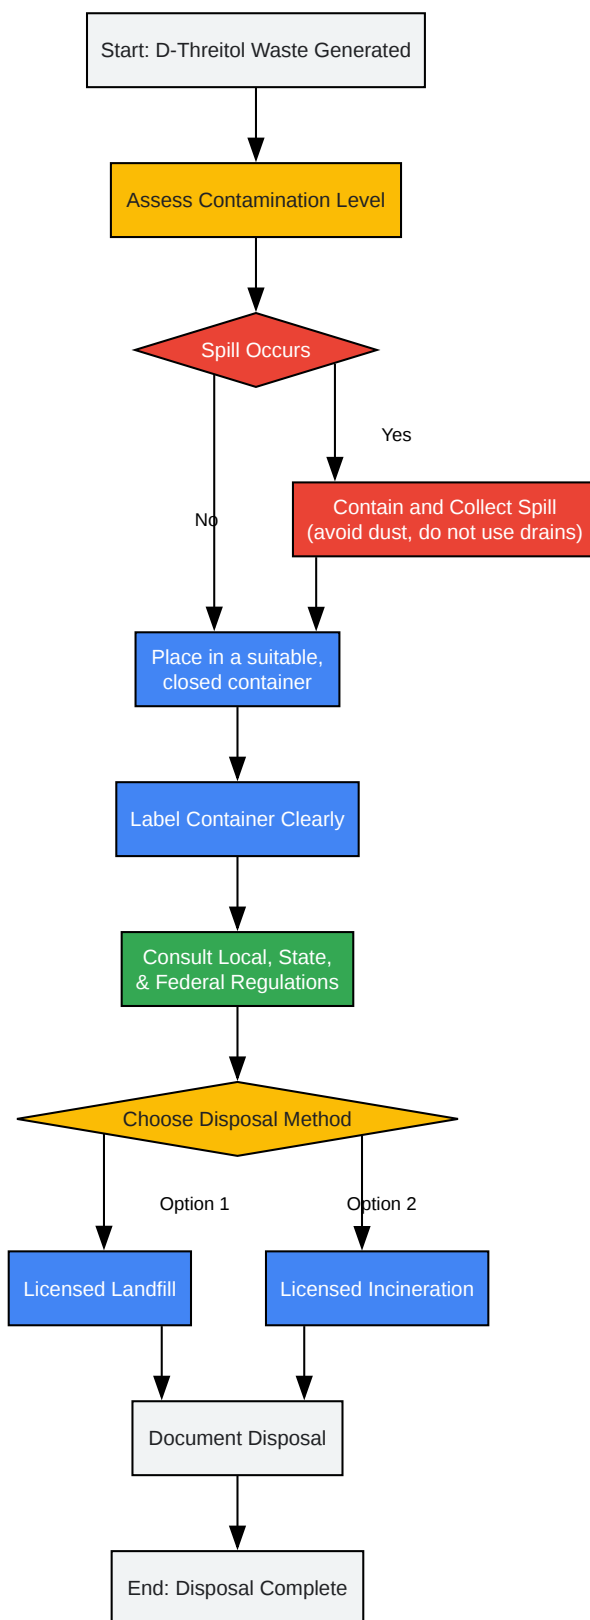 Start: D-Threitol Waste Generated
Assess Contamination Level
Spill Occurs
Yes
Contain and Collect Spill
(avoid dust, do not use drains)
No
Place in a suitable,
closed container
Label Container Clearly
Consult Local, State,
& Federal Regulations
Choose Disposal Method
Option 1
Option 2
Licensed Landfill
Licensed Incineration
Document Disposal
End: Disposal Complete